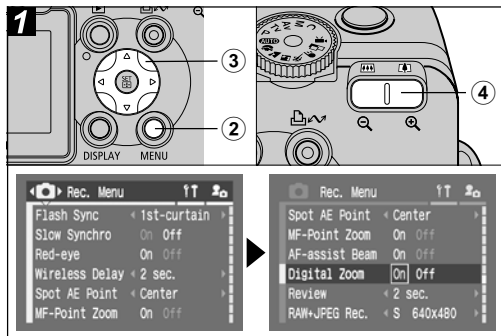 1
3
2
DISPLAY
MENU
AUTO
P
Tv
Av
M
C
4
Rec. Menu
Flash Sync 1st-curtain
Slow Synchro On Off
Red-eye On Off
Wireless Delay 2 sec.
Spot AE Point Center
MF-Point Zoom On Off
Rec. Menu
Spot AE Point Center
MF-Point Zoom On Off
AF-assist Beam On Off
Digital Zoom On Off
Review 2 sec.
RAW+JPEG Rec. S 640x480